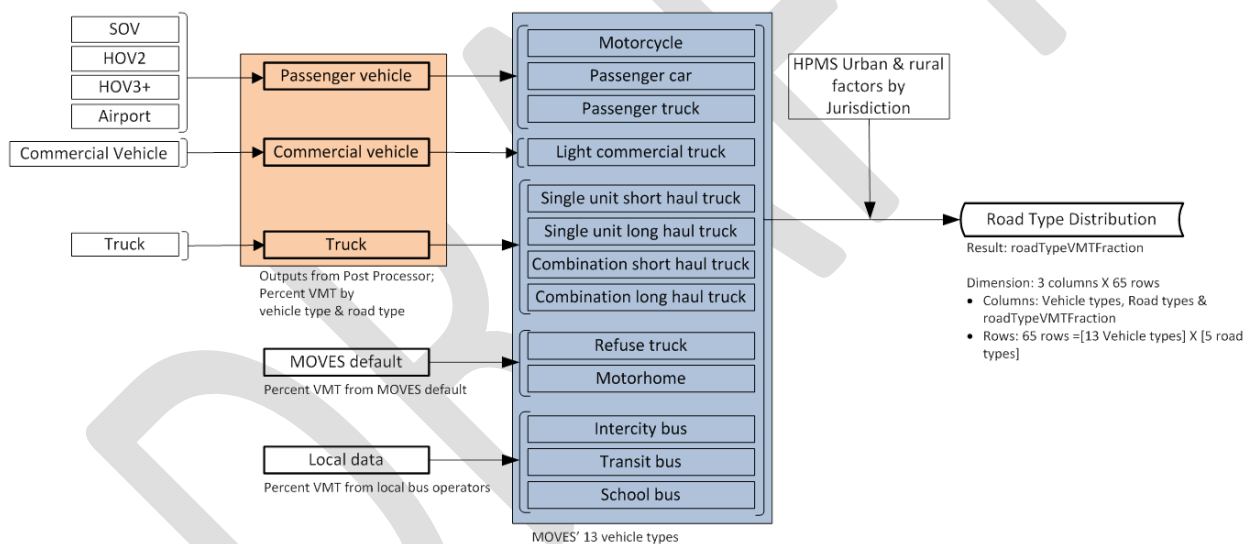 SOV
HOV2
HOV3+
Airport
Commercial Vehicle
Truck
Passenger vehicle
Commercial vehicle
Truck
Outputs from Post Processor;
Percent VMT by
vehicle type & road type
MOVES default
Percent VMT from MOVES default
Local data
Percent VMT from local bus operators
Motorcycle
Passenger car
Passenger truck
Light commercial truck
Single unit short haul truck
Single unit long haul truck
Combination short haul truck
Combination long haul truck
Refuse truck
Motorhome
Intercity bus
Transit bus
School bus
MOVES' 13 vehicle types
HPMS Urban & rural
factors by
Jurisdiction
Road Type Distribution
Result: roadTypeVMTFraction
Dimension: 3 columns X 65 rows
• Columns: Vehicle types, Road types &
roadTypeVMTFraction
• Rows: 65 rows =[13 Vehicle types] X [5 road
types]